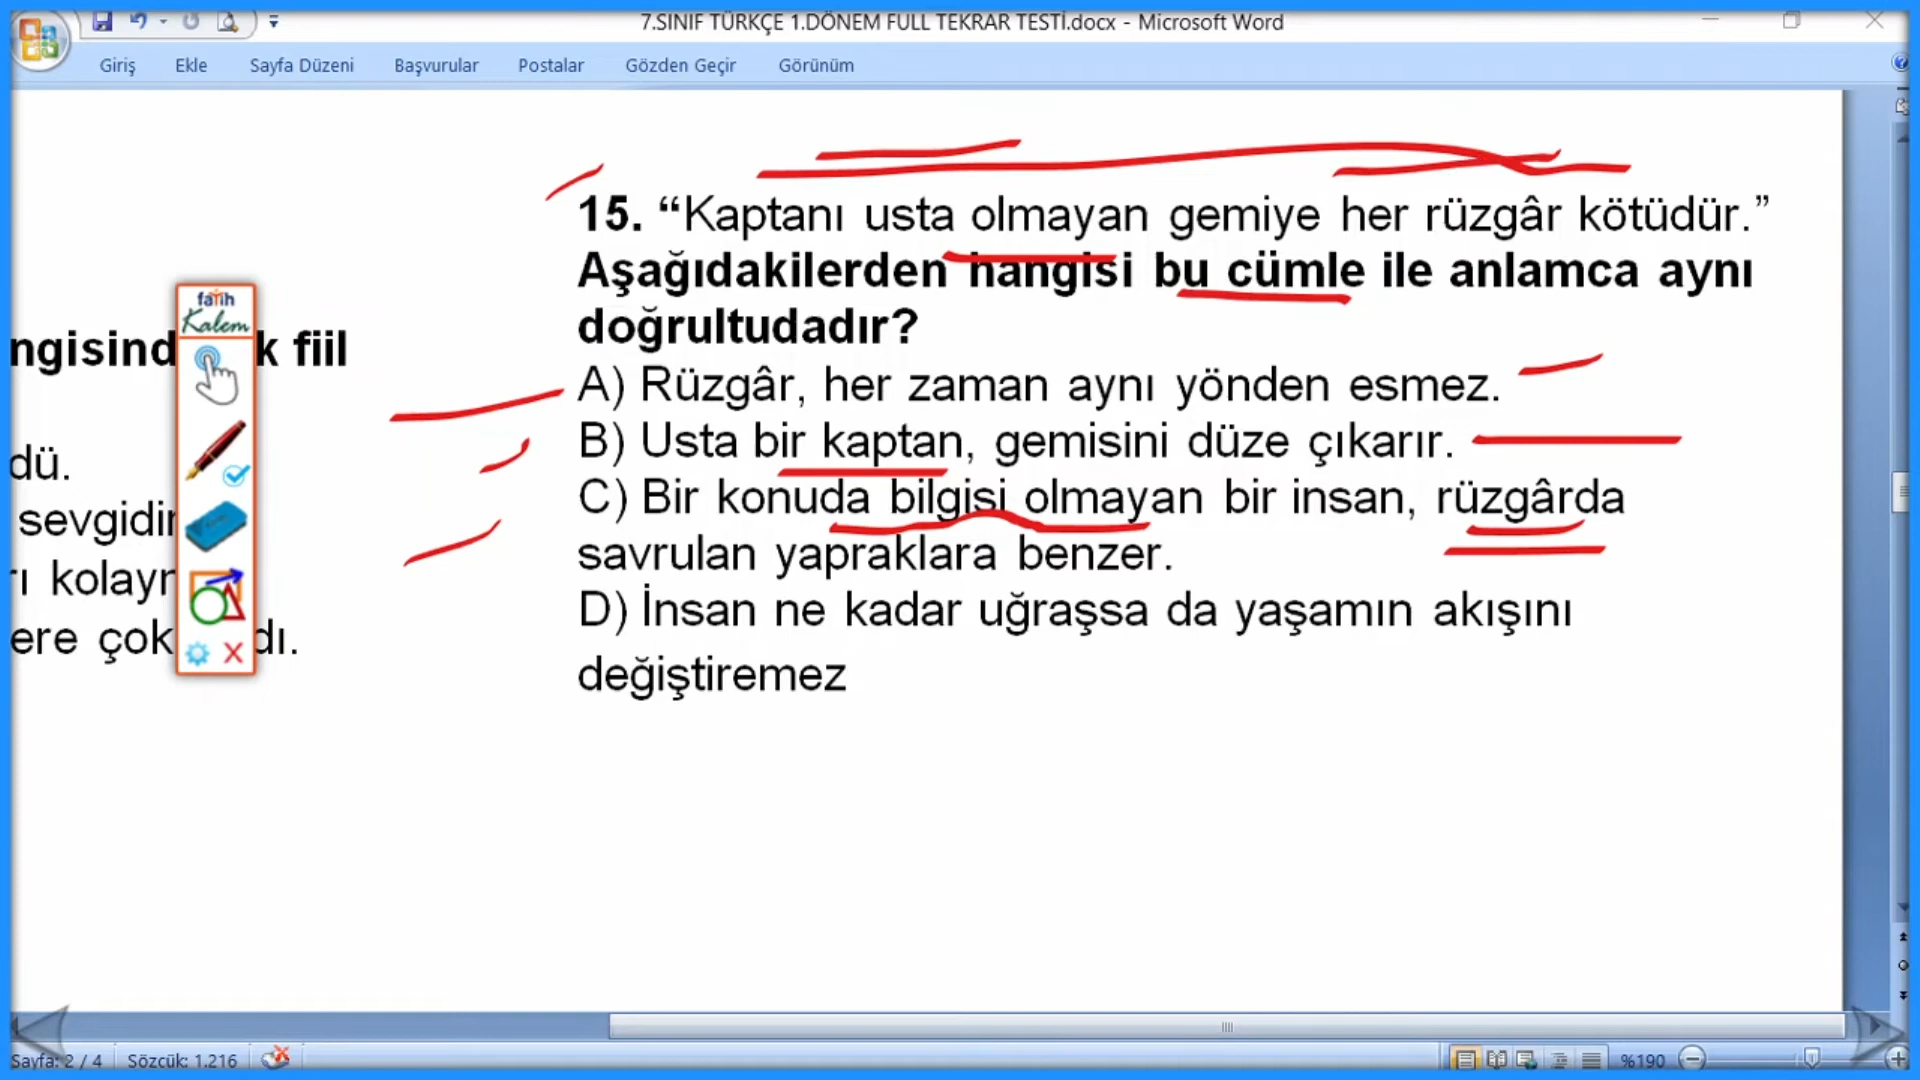 7.SINIF TÜRKÇE 1.DÖNEM FULL TEKRAR TESTİ.docx - Microsoft Word
Giriş Ekle Sayfa Düzeni Başvurular Postalar Gözden Geçir Görünüm
15. “Kaptanı usta olmayan gemiye her rüzgâr kötüdür.”
Aşağıdakilerden hangisi bu cümle ile anlamca aynı
doğrultudadır?
A) Rüzgâr, her zaman aynı yönden esmez.
B) Usta bir kaptan, gemisini düze çıkarır.
C) Bir konuda bilgisi olmayan bir insan, rüzgârda
savrulan yapraklara benzer.
D) İnsan ne kadar uğraşsa da yaşamın akışını
değiştiremez
fatih
Kalem
ngisind k fiil
dü.
sevgidir
rı kolayr
ere çok dı.
Sayfa: 2 / 4 Sözcük: 1.216 %190